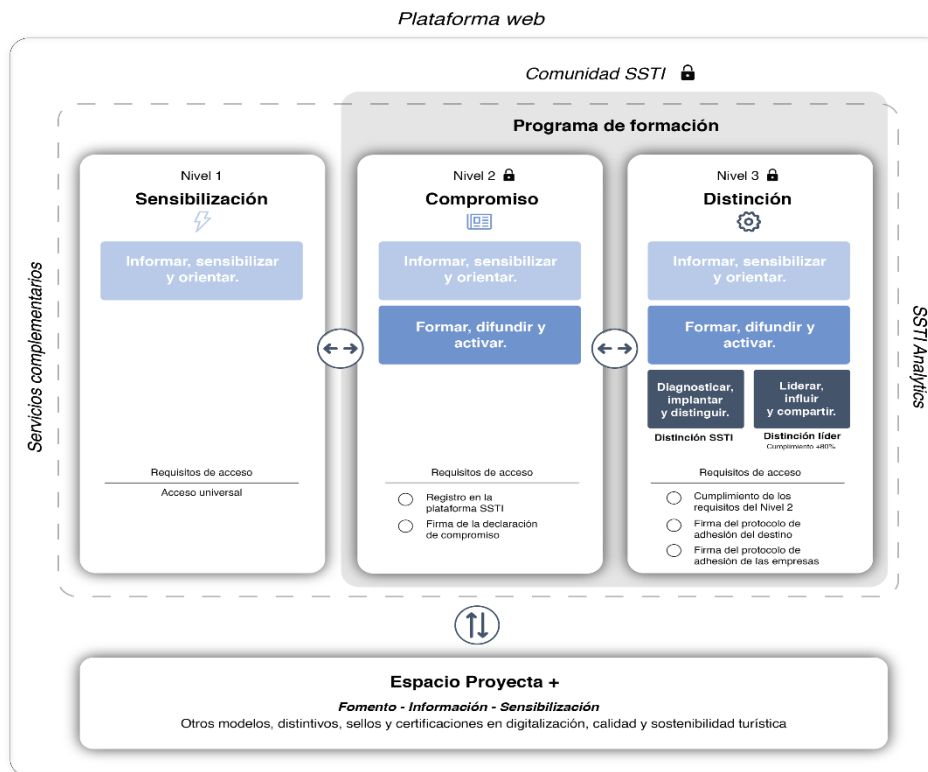 Plataforma web
Comunidad SSTI
Programa de formación
Servicios complementarios
Nivel 1
Sensibilización
Informar, sensibilizar
y orientar.
Requisitos de acceso
Acceso universal
Nivel 2
Compromiso
Informar, sensibilizar
y orientar.
Formar, difundir y
activar.
Requisitos de acceso
Registro en la
plataforma SSTI
Firma de la declaración
de compromiso
Nivel 3
Distinción
Informar, sensibilizar
y orientar.
Formar, difundir y
activar.
Diagnosticar,
implantar
y distinguir.
Distinción SSTI
Liderar,
influir
y compartir.
Distinción líder
Cumplimiento +80%
Requisitos de acceso
Cumplimiento de los
requisitos del Nivel 2
Firma del protocolo de
adhesión del destino
Firma del protocolo de
adhesión de las empresas
SSTI Analytics
Espacio Proyecta +
Fomento - Información - Sensibilización
Otros modelos, distintivos, sellos y certificaciones en digitalización, calidad y sostenibilidad turística